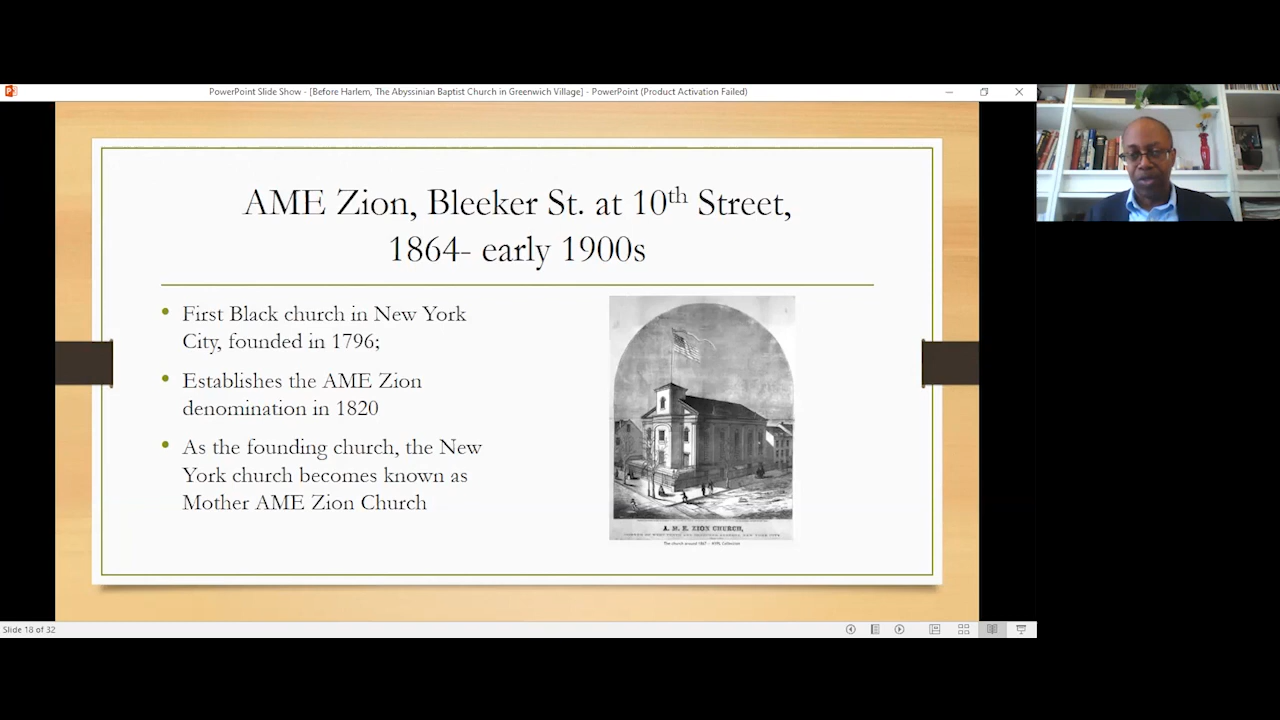 PowerPoint Slide Show - [Before Harlem, The Abyssinian Baptist Church in Greenwich Village] - PowerPoint (Product Activation Failed)
AME Zion, Bleeker St. at 10th Street,
1864- early 1900s
• First Black church in New York
City, founded in 1796;
• Establishes the AME Zion
denomination in 1820
• As the founding church, the New
York church becomes known as
Mother AME Zion Church
A. M. E. ZION CHURCH,
Slide 18 of 32